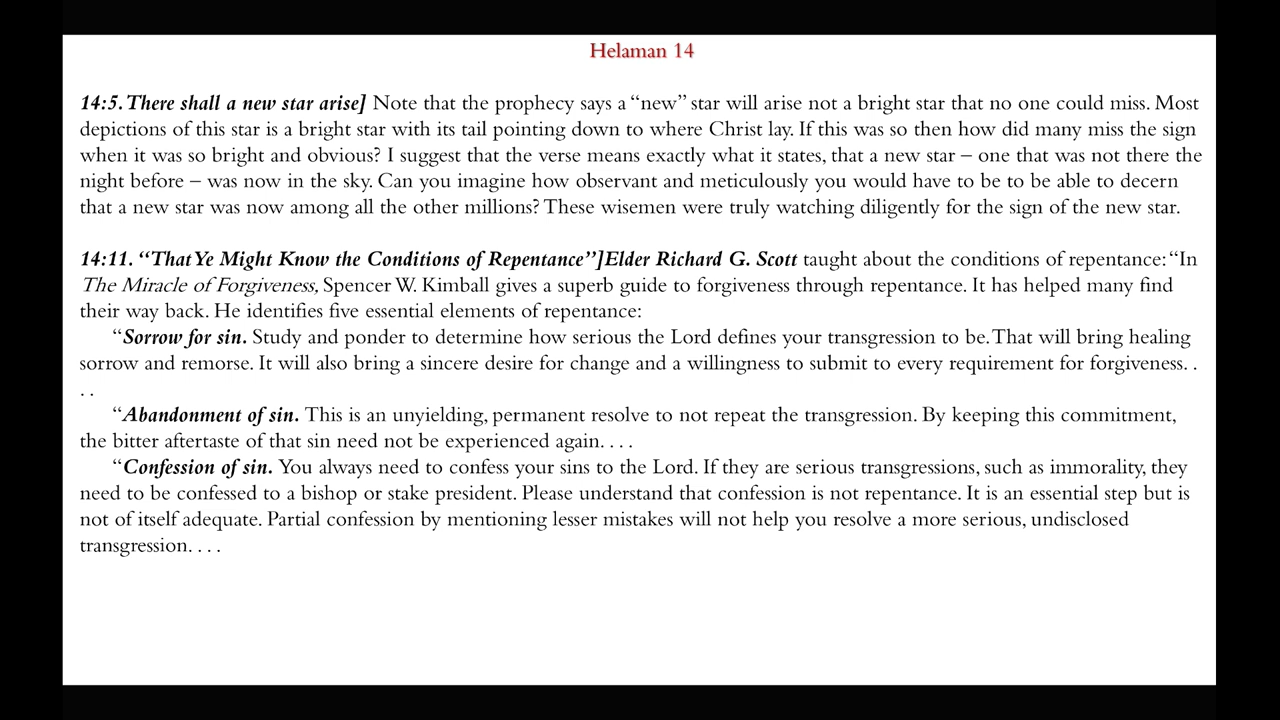 Helaman 14
14:5. There shall a new star arise] Note that the prophecy says a “new” star will arise not a bright star that no one could miss. Most
depictions of this star is a bright star with its tail pointing down to where Christ lay. If this was so then how did many miss the sign
when it was so bright and obvious? I suggest that the verse means exactly what it states, that a new star – one that was not there the
night before – was now in the sky. Can you imagine how observant and meticulously you would have to be to be able to decern
that a new star was now among all the other millions? These wisemen were truly watching diligently for the sign of the new star.
14:11. “That Ye Might Know the Conditions of Repentance”]Elder Richard G. Scott taught about the conditions of repentance: “In
The Miracle of Forgiveness, Spencer W. Kimball gives a superb guide to forgiveness through repentance. It has helped many find
their way back. He identifies five essential elements of repentance:
“Sorrow for sin. Study and ponder to determine how serious the Lord defines your transgression to be. That will bring healing
sorrow and remorse. It will also bring a sincere desire for change and a willingness to submit to every requirement for forgiveness. .
. .
“Abandonment of sin. This is an unyielding, permanent resolve to not repeat the transgression. By keeping this commitment,
the bitter aftertaste of that sin need not be experienced again. . . .
“Confession of sin. You always need to confess your sins to the Lord. If they are serious transgressions, such as immorality, they
need to be confessed to a bishop or stake president. Please understand that confession is not repentance. It is an essential step but is
not of itself adequate. Partial confession by mentioning lesser mistakes will not help you resolve a more serious, undisclosed
transgression. . . .